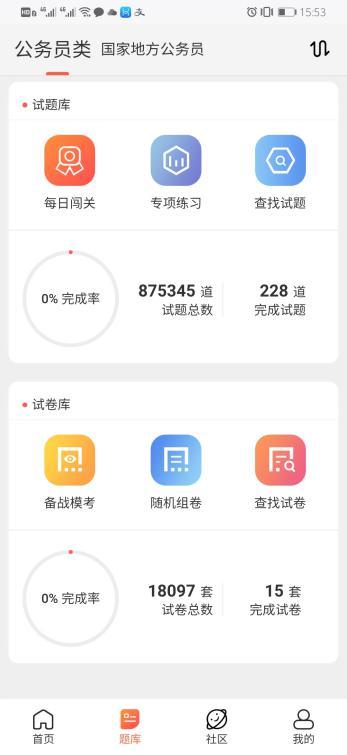 15:53
公务员类 国家地方公务员
试题库
每日闯关 专项练习 查找试题
0% 完成率
875345 道 228 道
试题总数 完成试题
试卷库
备战模考 随机组卷 查找试卷
0% 完成率
18097 套 15 套
试卷总数 完成试卷
首页 题库 社区 我的